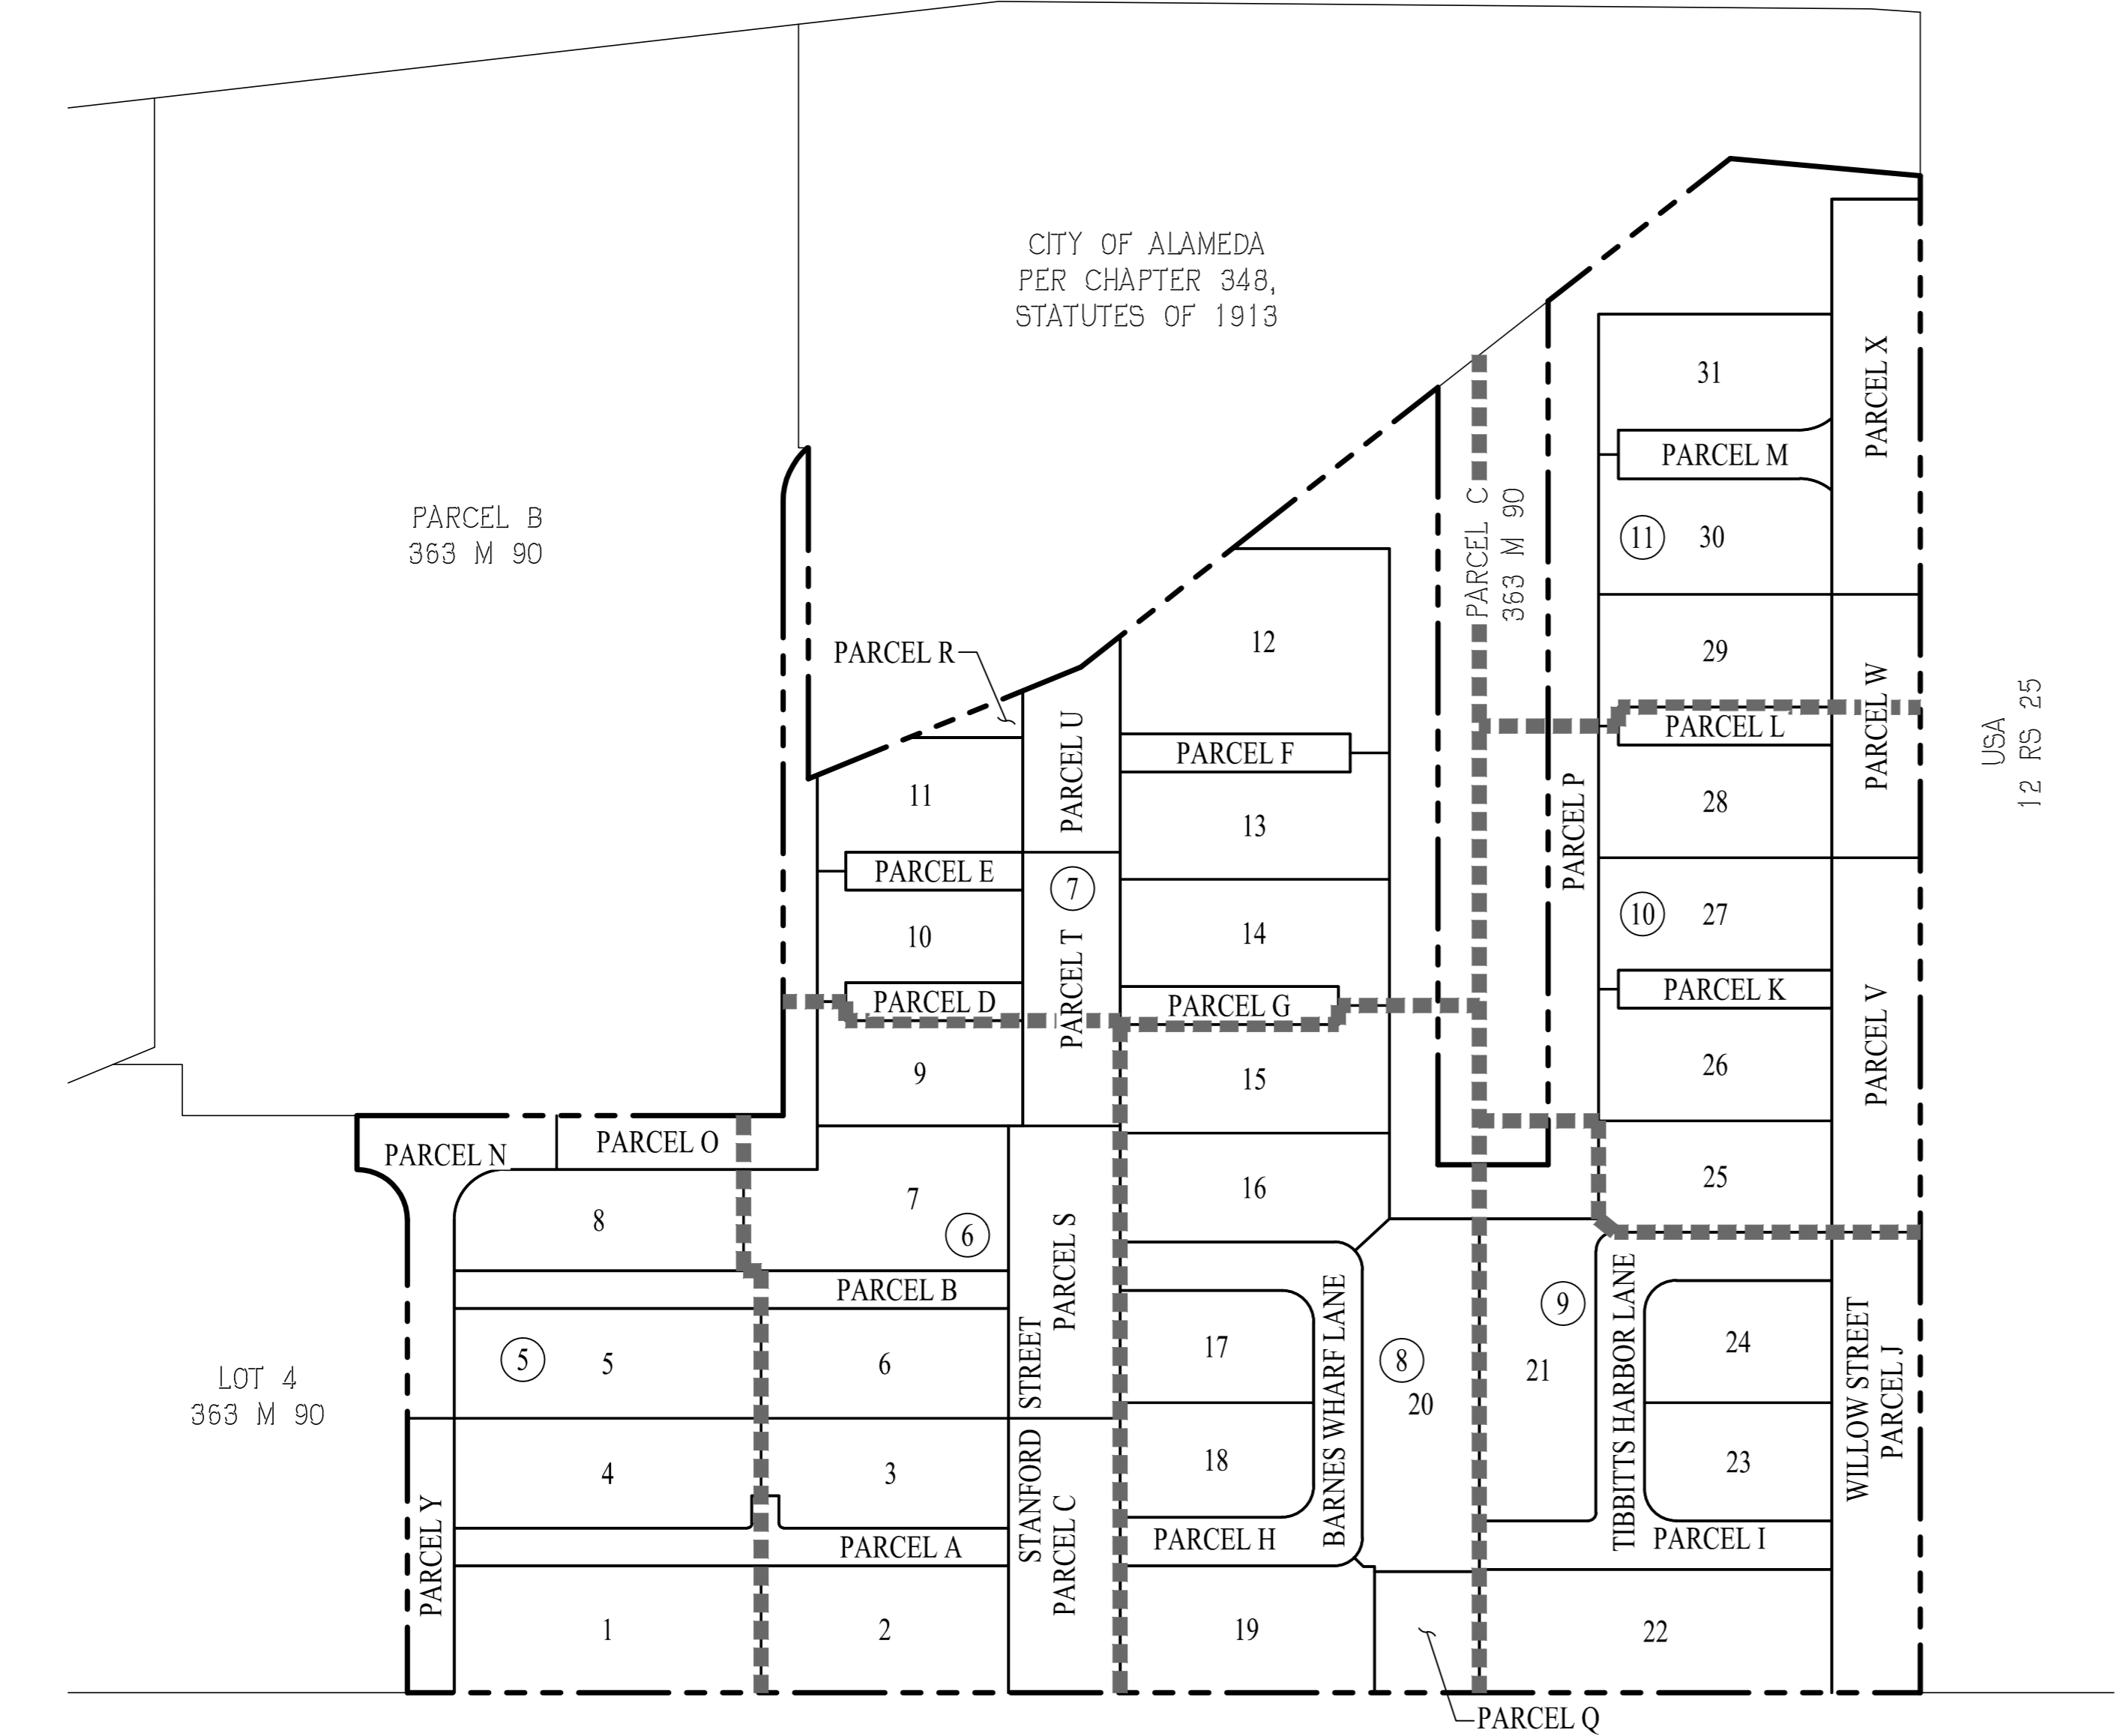 CITY OF ALAMEDA
PER CHAPTER 348,
STATUTES OF 1913
PARCEL B
363 M 90
PARCEL C
363 M 90
USA
12 RS 25
LOT 4
363 M 90
31
PARCEL M
PARCEL X
11
30
29
PARCEL W
PARCEL L
28
PARCEL P
10
27
PARCEL K
26
PARCEL V
25
12
PARCEL R
PARCEL U
PARCEL F
11
13
PARCEL E
7
10
14
PARCEL T
PARCEL D
PARCEL G
9
15
PARCEL N
PARCEL O
8
7
6
16
PARCEL S
PARCEL B
5
5
6
STANFORD STREET
PARCEL C
4
3
PARCEL Y
PARCEL A
1
2
17
18
BARNES WHARF LANE
PARCEL H
8
20
19
PARCEL Q
9
21
TIBBITTS HARBOR LANE
24
23
PARCEL I
22
WILLOW STREET
PARCEL J